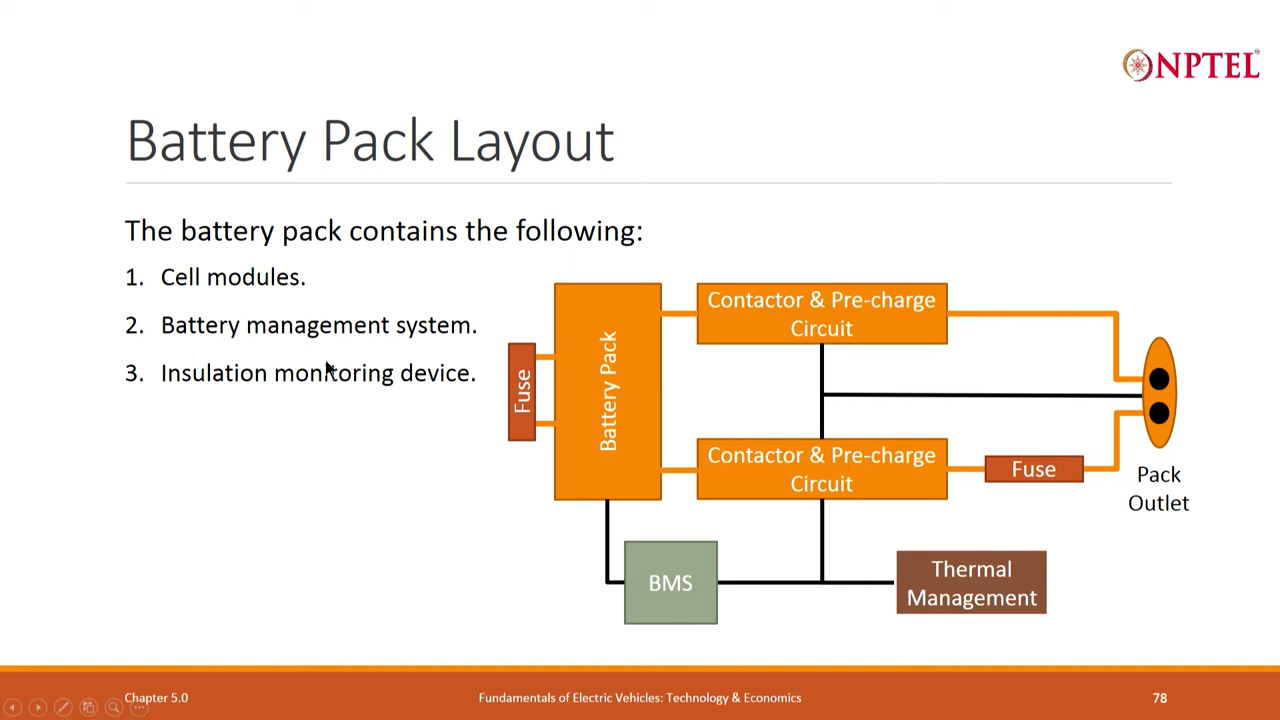 NPTEL
Battery Pack Layout
The battery pack contains the following:
1. Cell modules.
2. Battery management system.
3. Insulation monitoring device.
Fuse
Battery Pack
Contactor & Pre-charge
Circuit
Contactor & Pre-charge
Circuit
Fuse
Pack
Outlet
BMS
Thermal
Management
Chapter 5.0
Fundamentals of Electric Vehicles: Technology & Economics
78